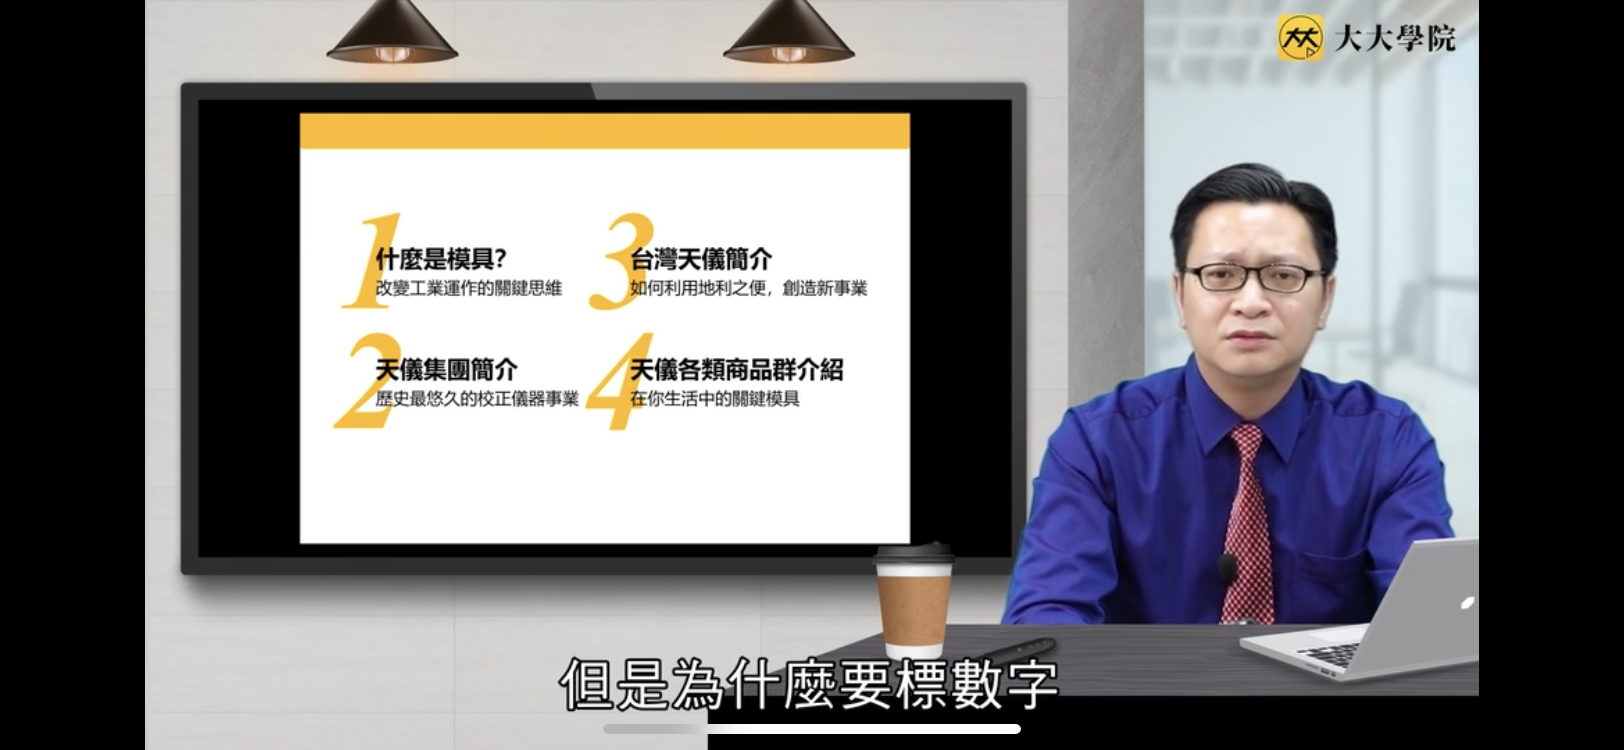 大大學院
1
什麼是模具?
改變工業運作的關鍵思維
2
天儀集團簡介
歷史最悠久的校正儀器事業
3
台灣天儀簡介
如何利用地利之便，創造新事業
4
天儀各類商品群介紹
在你生活中的關鍵模具
但是為什麼要標數字